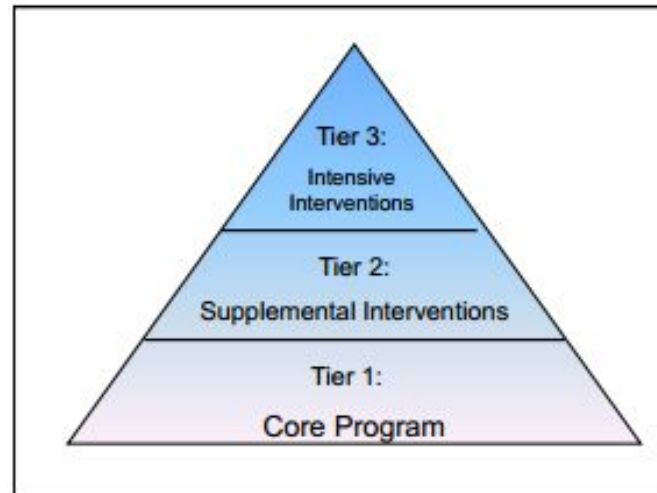 Tier 3:
Intensive
Interventions
Tier 2:
Supplemental Interventions
Tier 1:
Core Program